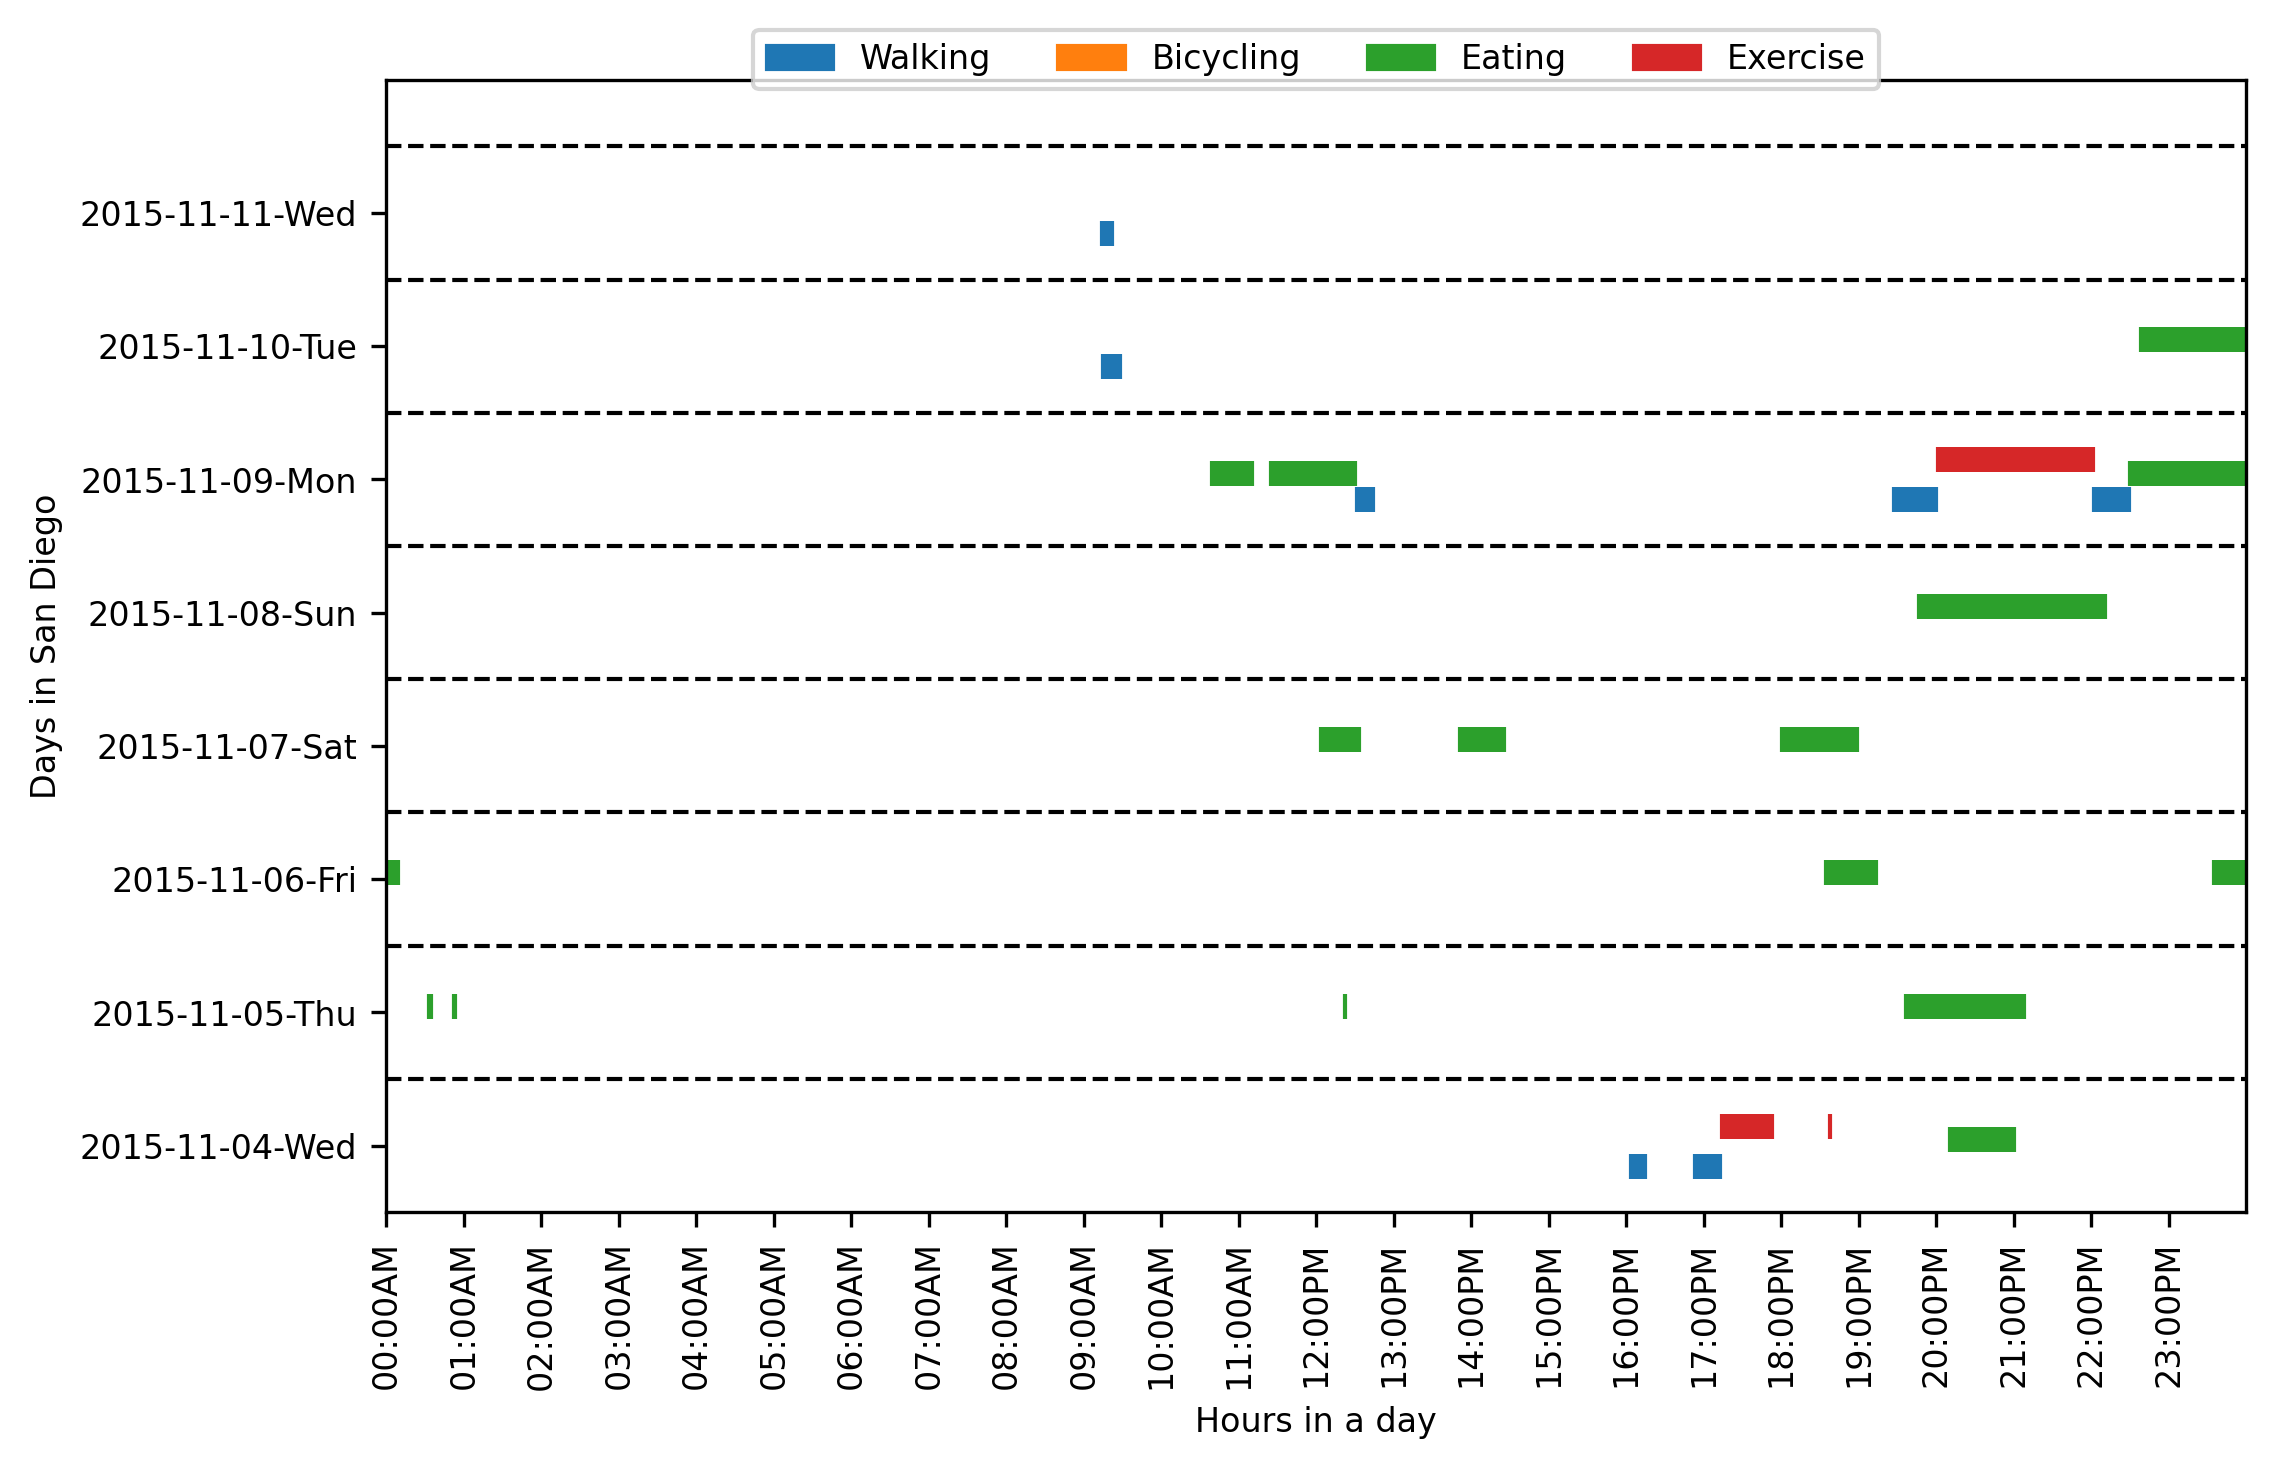 Walking Bicycling Eating Exercise
2015-11-11-Wed
2015-11-10-Tue
2015-11-09-Mon
2015-11-08-Sun
2015-11-07-Sat
2015-11-06-Fri
2015-11-05-Thu
2015-11-04-Wed
Days in San Diego
00:00AM
01:00AM
02:00AM
03:00AM
04:00AM
05:00AM
06:00AM
07:00AM
08:00AM
09:00AM
10:00AM
11:00AM
12:00PM
13:00PM
14:00PM
15:00PM
16:00PM
17:00PM
18:00PM
19:00PM
20:00PM
21:00PM
22:00PM
23:00PM
Hours in a day